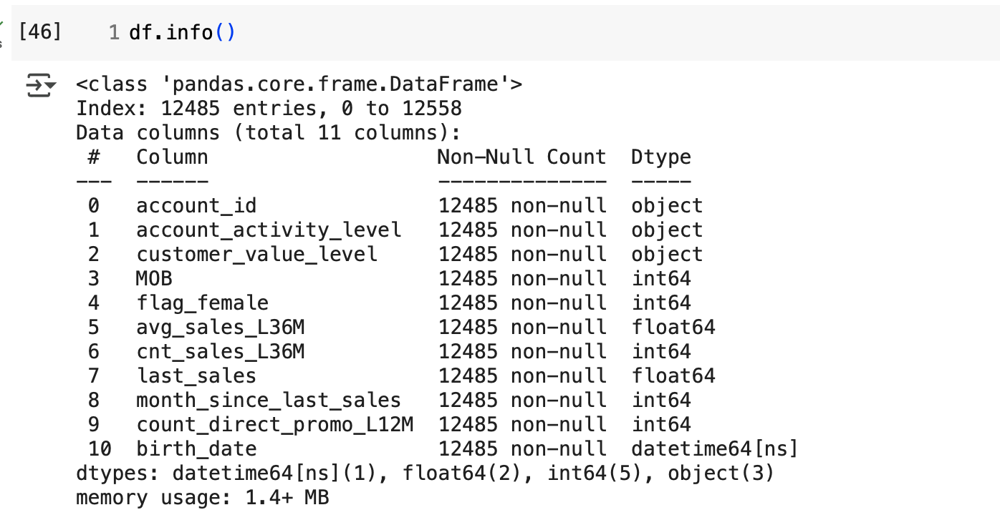 [46] 1 df.info()
<class 'pandas.core.frame.DataFrame'>
Index: 12485 entries, 0 to 12558
Data columns (total 11 columns):
 #   Column                   Non-Null Count  Dtype
---  ------                   --------------  -----
 0   account_id               12485 non-null  object
 1   account_activity_level   12485 non-null  object
 2   customer_value_level     12485 non-null  object
 3   MOB                      12485 non-null  int64
 4   flag_female              12485 non-null  int64
 5   avg_sales_L36M           12485 non-null  float64
 6   cnt_sales_L36M           12485 non-null  int64
 7   last_sales               12485 non-null  float64
 8   month_since_last_sales   12485 non-null  int64
 9   count_direct_promo_L12M  12485 non-null  int64
 10  birth_date               12485 non-null  datetime64[ns]
dtypes: datetime64[ns](1), float64(2), int64(5), object(3)
memory usage: 1.4+ MB